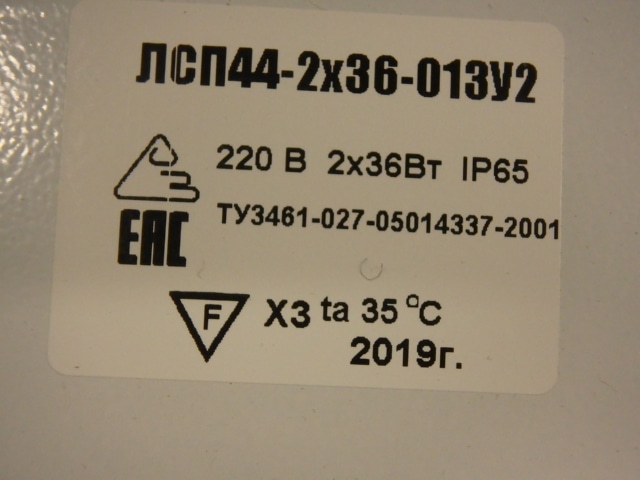 ЛСП44-2х36-013У2
220 В 2х36Вт IP65
ТУ3461-027-05014337-2001
ЕАС
F Х3 ta 35 °C
2019г.